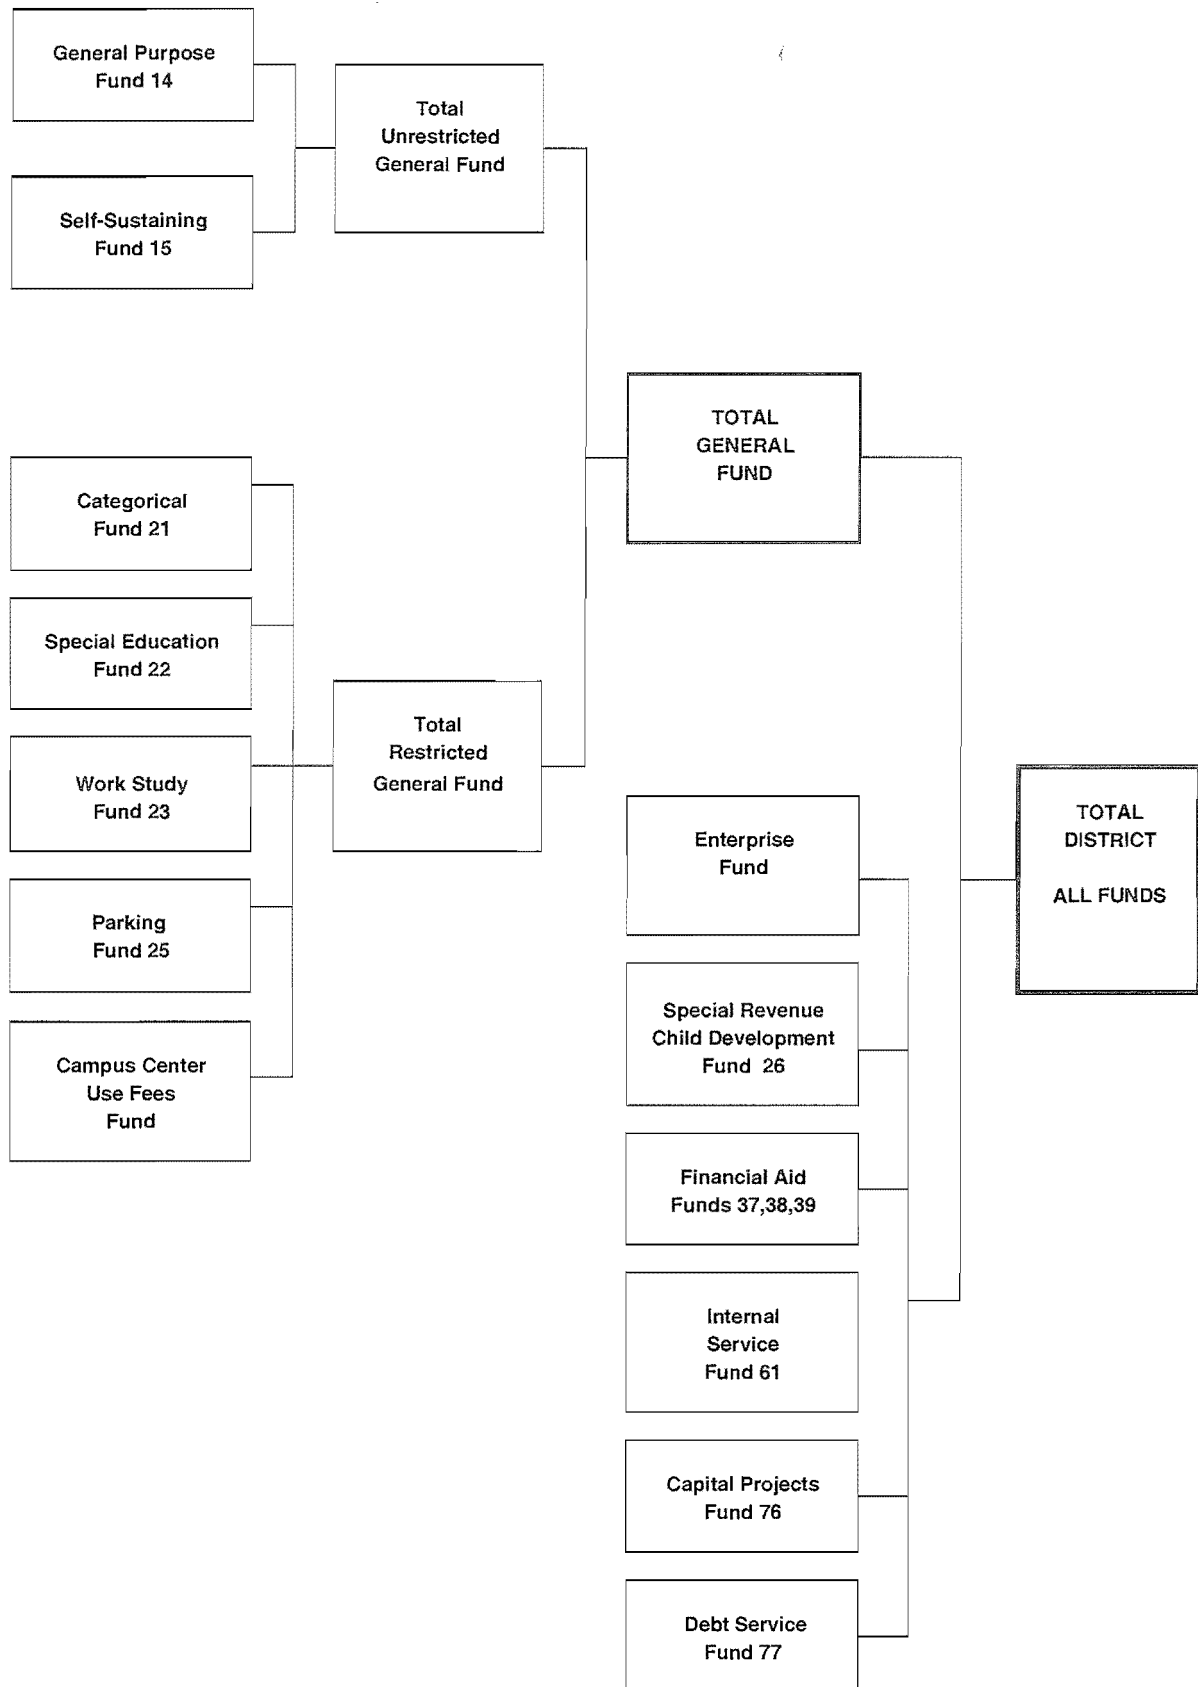 General Purpose
Fund 14
Self-Sustaining
Fund 15
Total
Unrestricted
General Fund
Categorical
Fund 21
Special Education
Fund 22
Work Study
Fund 23
Parking
Fund 25
Campus Center
Use Fees
Fund
Total
Restricted
General Fund
TOTAL
GENERAL
FUND
Enterprise
Fund
Special Revenue
Child Development
Fund 26
Financial Aid
Funds 37,38,39
Internal
Service
Fund 61
Capital Projects
Fund 76
Debt Service
Fund 77
TOTAL
DISTRICT
ALL FUNDS